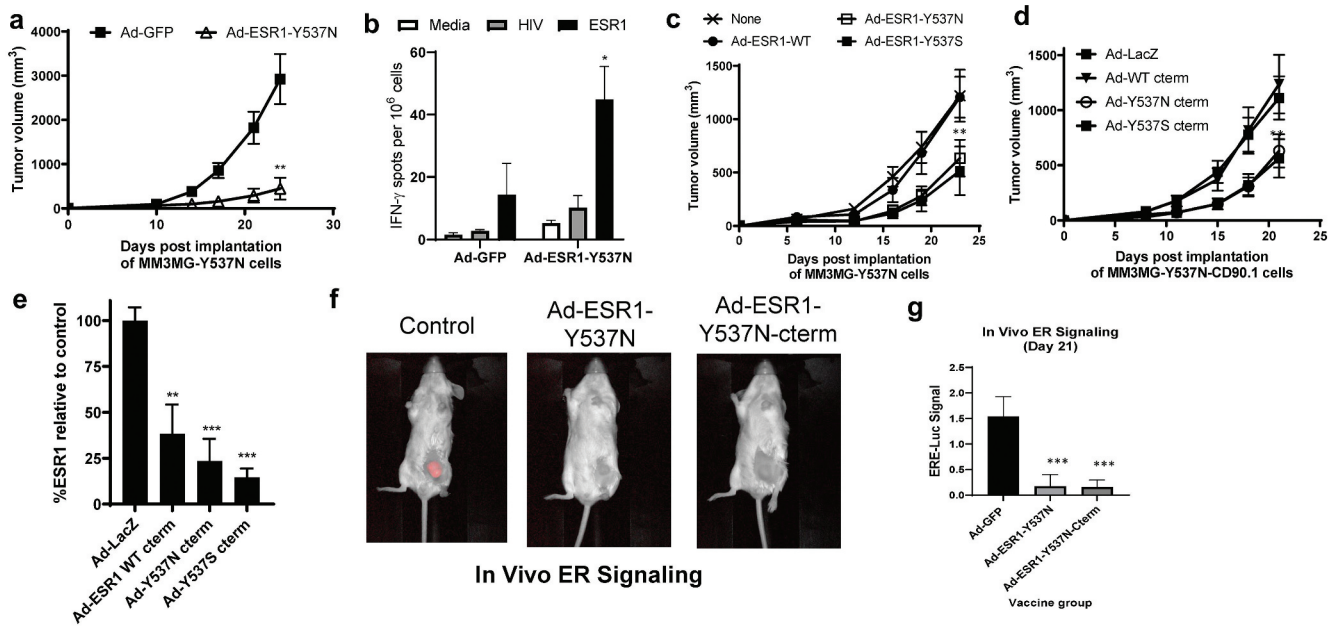 a
Ad-GFP
Ad-ESR1-Y537N
Tumor volume (mm³)
4000
3000
2000
1000
0
**
0
10
20
30
Days post implantation
of MM3MG-Y537N cells
b
Media
HIV
ESR1
IFN-γ spots per 10⁶ cells
60
40
20
0
*
Ad-GFP
Ad-ESR1-Y537N
c
None
Ad-ESR1-Y537N
Ad-ESR1-WT
Ad-ESR1-Y537S
Tumor volume (mm³)
1500
1000
500
0
**
0
5
10
15
20
25
Days post implantation
of MM3MG-Y537N cells
d
Ad-LacZ
Ad-WT cterm
Ad-Y537N cterm
Ad-Y537S cterm
Tumor volume (mm³)
1500
1000
500
0
**
0
5
10
15
20
25
Days post implantation
of MM3MG-Y537N-CD90.1 cells
e
%ESR1 relative to control
100
75
50
25
0
**
***
***
Ad-LacZ
Ad-ESR1 WT cterm
Ad-Y537N cterm
Ad-Y537S cterm
f
Control
Ad-ESR1-
Y537N
Ad-ESR1-
Y537N-cterm
In Vivo ER Signaling
g
In Vivo ER Signaling
(Day 21)
ERE-Luc Signal
2.5
2.0
1.5
1.0
0.5
0.0
***
***
Ad-GFP
Ad-ESR1-Y537N
Ad-ESR1-Y537N-Cterm
Vaccine group